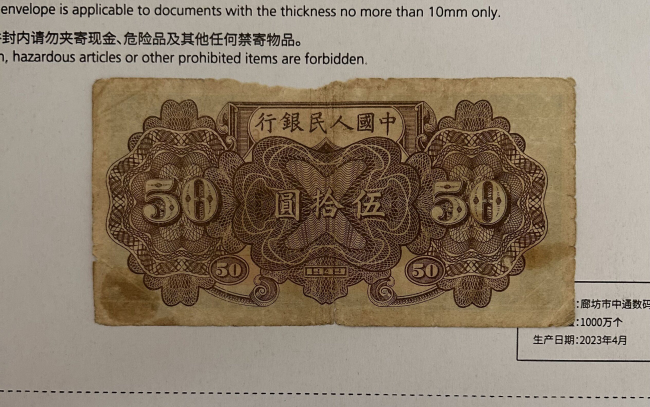 envelope is applicable to documents with the thickness no more than 10mm only.
封内请勿夹寄现金、危险品及其他任何禁寄物品。
n, hazardous articles or other prohibited items are forbidden.
行銀民人國中
50 圓拾伍 50
50 1949 50
:廊坊市中通数码
:1000万个
生产日期:2023年4月